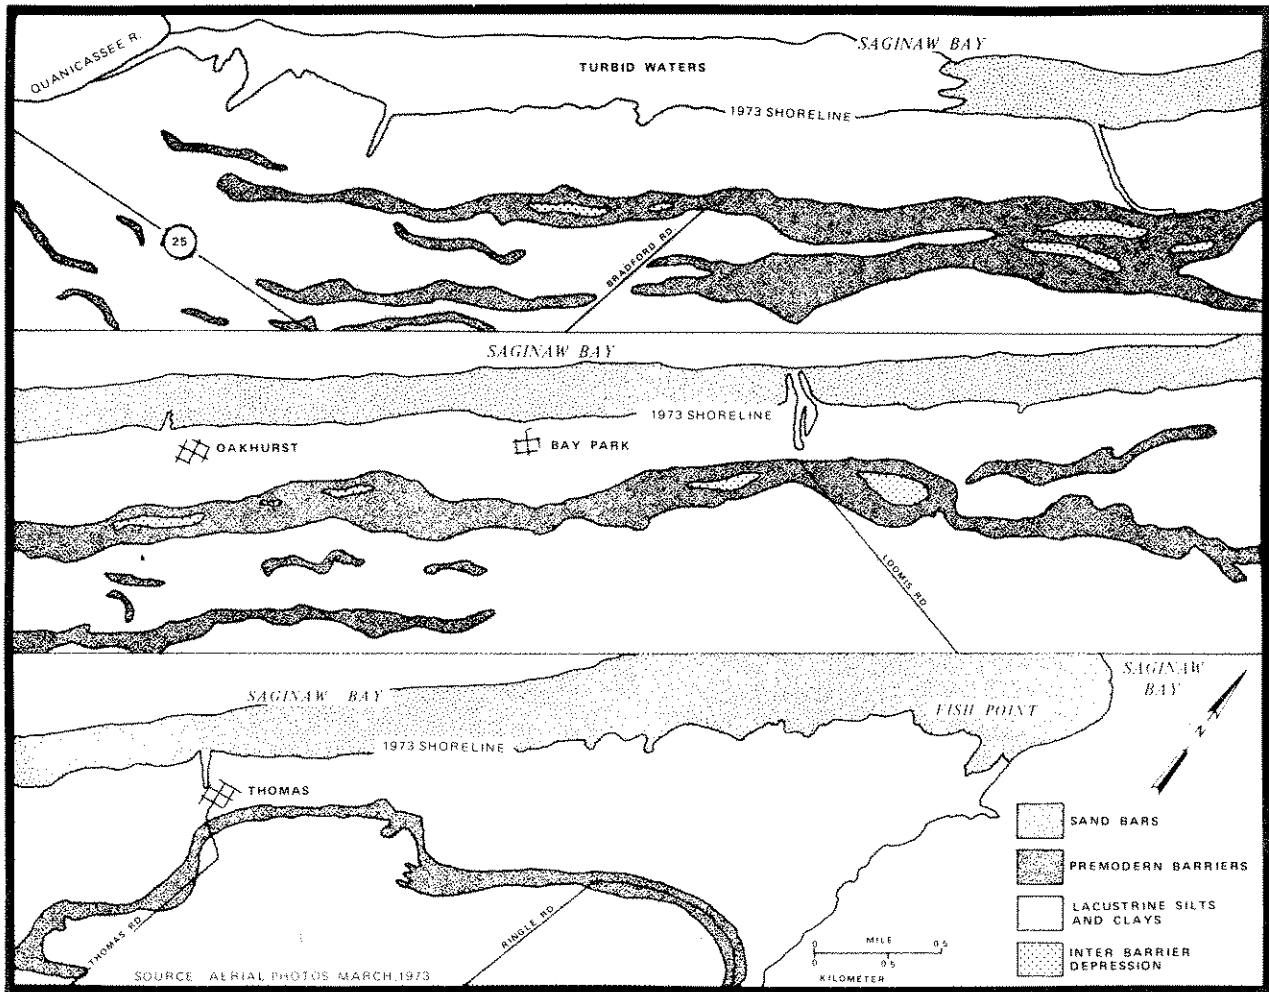 QUANICASSEE R.
SAGINAW BAY
TURBID WATERS
1973 SHORELINE
25
BRADFORD RD
SAGINAW BAY
1973 SHORELINE
OAKHURST
BAY PARK
LOOMIS RD
SAGINAW BAY
SAGINAW
BAY
FISH POINT
1973 SHORELINE
N
THOMAS
SAND BARS
PREMODERN BARRIERS
LACUSTRINE SILTS
AND CLAYS
INTER BARRIER
DEPRESSION
THOMAS RD
RINGLE RD
MILE
0 0.5
0 0.5
KILOMETER
SOURCE AERIAL PHOTOS MARCH, 1973